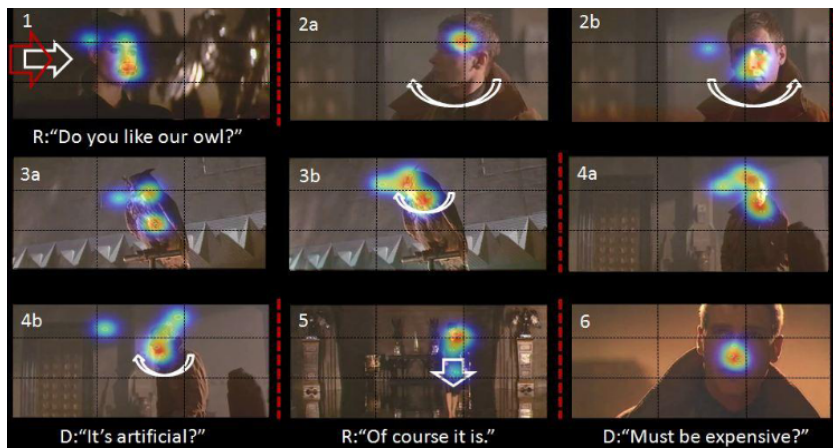 1
2a
2b
R:“Do you like our owl?”
3a
3b
4a
4b
5
6
D:“It’s artificial?”
R:“Of course it is.”
D:“Must be expensive?”